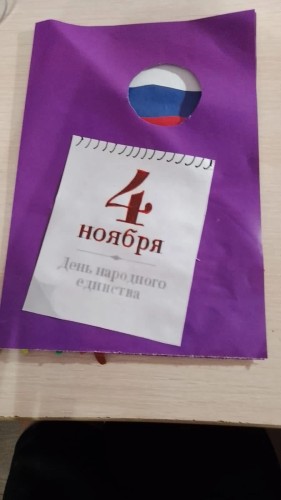 4
ноября
День народного
единства